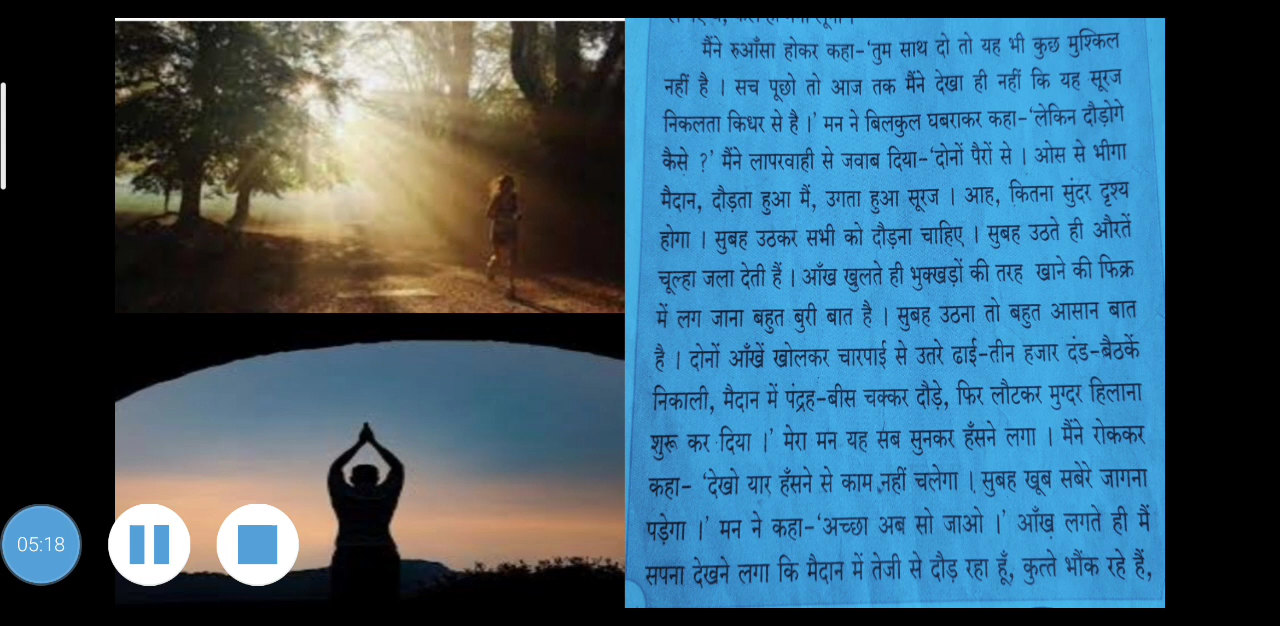 मैंने रुआँसा होकर कहा-'तुम साथ दो तो यह भी कुछ मुश्किल
नहीं है । सच पूछो तो आज तक मैंने देखा ही नहीं कि यह सूरज
निकलता किधर से है ।' मन ने बिलकुल घबराकर कहा-'लेकिन दौड़ोगे
कैसे ?' मैंने लापरवाही से जवाब दिया-'दोनों पैरों से । ओस से भीगा
मैदान, दौड़ता हुआ मैं, उगता हुआ सूरज । आह, कितना सुंदर दृश्य
होगा । सुबह उठकर सभी को दौड़ना चाहिए । सुबह उठते ही औरतें
चूल्हा जला देती हैं । आँख खुलते ही भुक्खड़ों की तरह खाने की फिक्र
में लग जाना बहुत बुरी बात है । सुबह उठना तो बहुत आसान बात
है । दोनों आँखें खोलकर चारपाई से उतरे ढाई-तीन हजार दंड-बैठकें
निकाली, मैदान में पंद्रह-बीस चक्कर दौड़े, फिर लौटकर मुग्दर हिलाना
शुरू कर दिया ।' मेरा मन यह सब सुनकर हँसने लगा । मैंने रोककर
कहा- 'देखो यार हँसने से काम नहीं चलेगा । सुबह खूब सबेरे जागना
पड़ेगा ।' मन ने कहा-'अच्छा अब सो जाओ ।' आँख लगते ही मैं
सपना देखने लगा कि मैदान में तेजी से दौड़ रहा हूँ, कुत्ते भौंक रहे हैं,
05:18